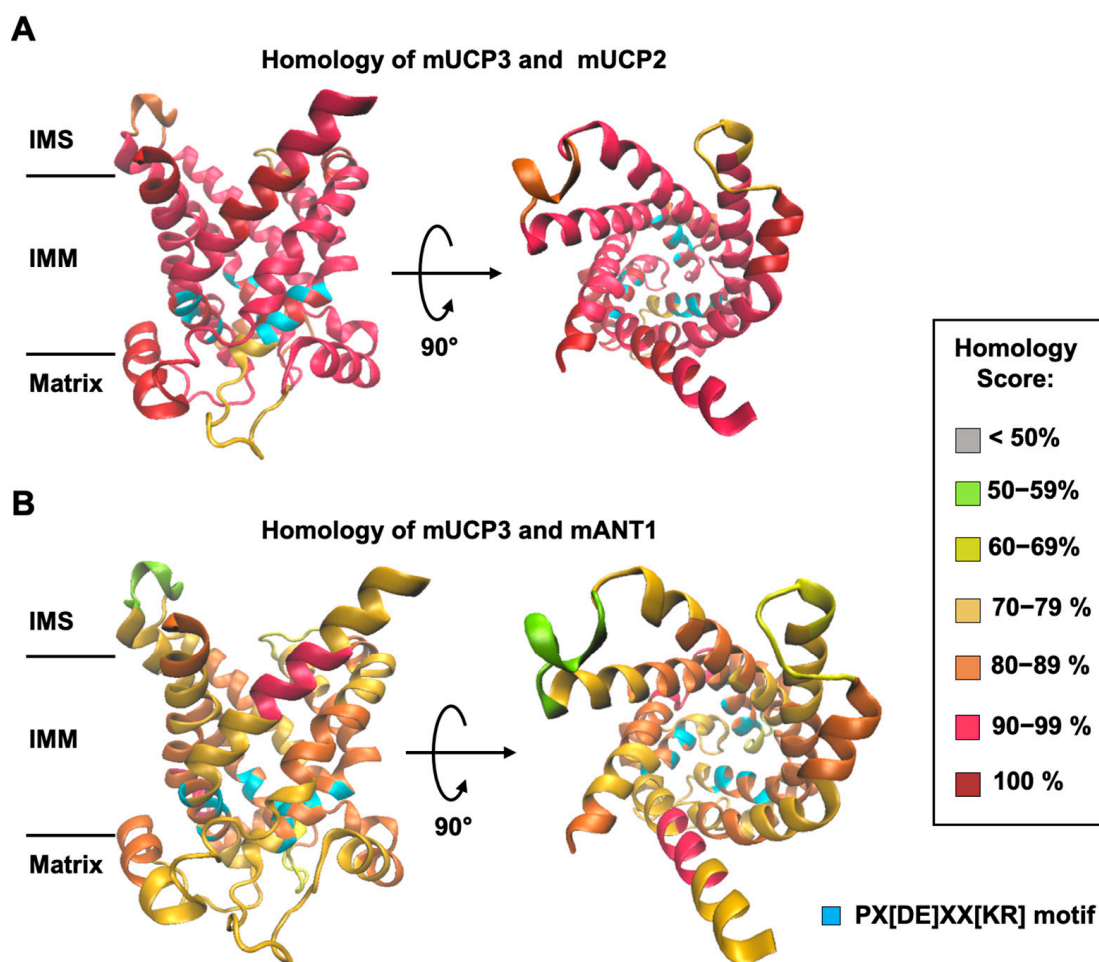 A
Homology of mUCP3 and mUCP2
IMS
IMM
Matrix
90°
B
Homology of mUCP3 and mANT1
IMS
IMM
Matrix
90°
Homology
Score:
< 50%
50–59%
60–69%
70–79 %
80–89 %
90–99 %
100 %
PX[DE]XX[KR] motif